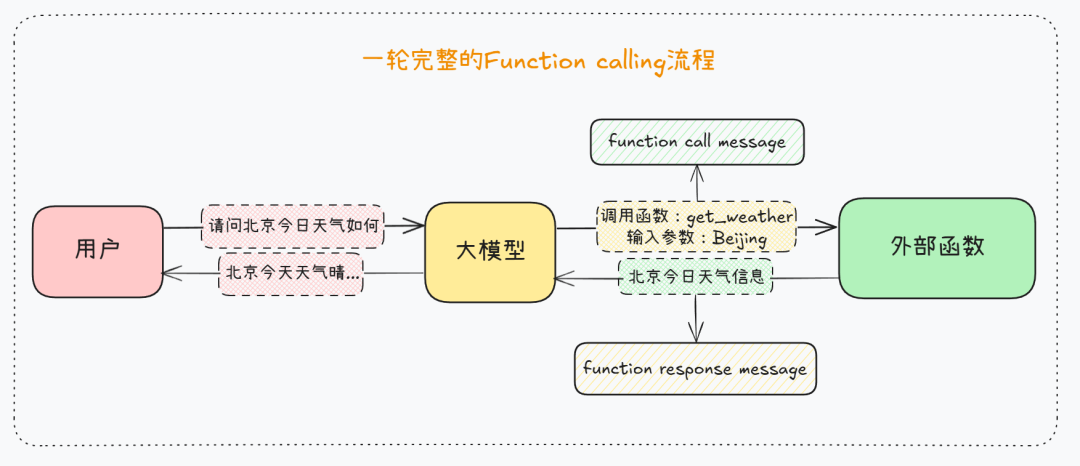 一轮完整的Function calling流程
function call message
用户
请问北京今日天气如何
北京今天天气晴...
大模型
调用函数：get_weather
输入参数：Beijing
北京今日天气信息
外部函数
function response message